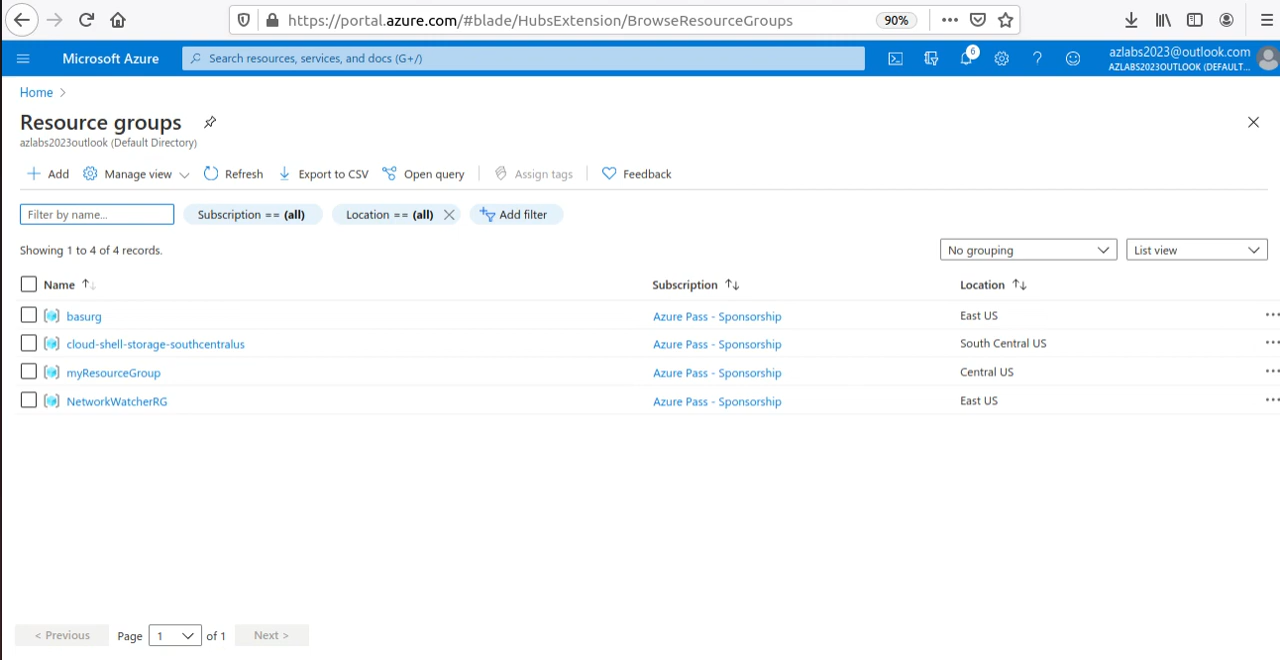 https://portal.azure.com/#blade/HubsExtension/BrowseResourceGroups 90%
Microsoft Azure Search resources, services, and docs (G+/) 6 azlabs2023@outlook.com
AZLABS2023OUTLOOK (DEFAULT...
Home >
Resource groups
azlabs2023outlook (Default Directory)
Add Manage view Refresh Export to CSV Open query Assign tags Feedback
Filter by name... Subscription == (all) Location == (all) Add filter
Showing 1 to 4 of 4 records. No grouping List view
Name Subscription Location
basurg Azure Pass - Sponsorship East US
cloud-shell-storage-southcentralus Azure Pass - Sponsorship South Central US
myResourceGroup Azure Pass - Sponsorship Central US
NetworkWatcherRG Azure Pass - Sponsorship East US
< Previous Page 1 of 1 Next >